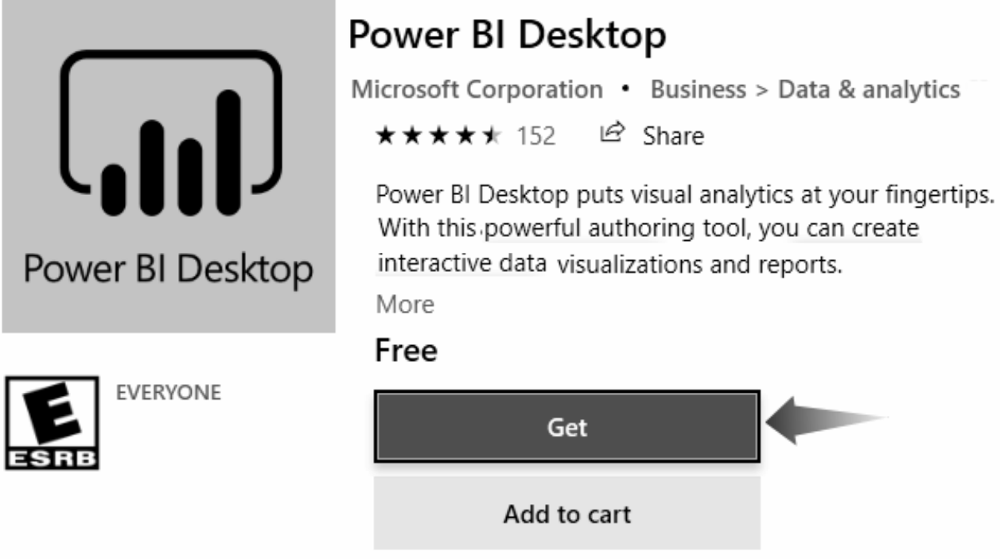 Power BI Desktop
Microsoft Corporation • Business > Data & analytics
152 Share
Power BI Desktop puts visual analytics at your fingertips.
With this powerful authoring tool, you can create
interactive data visualizations and reports.
More
Free
Get
Add to cart
Power BI Desktop
EVERYONE
E
ESRB